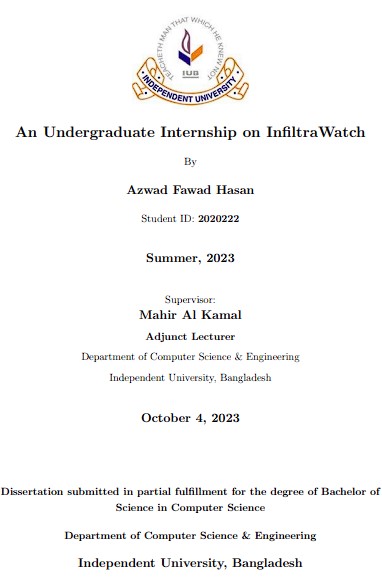 TEACHETH MAN THAT WHICH HE KNEW NOT
IUB
INDEPENDENT UNIVERSITY
An Undergraduate Internship on InfiltraWatch
By
Azwad Fawad Hasan
Student ID: 2020222
Summer, 2023
Supervisor:
Mahir Al Kamal
Adjunct Lecturer
Department of Computer Science & Engineering
Independent University, Bangladesh
October 4, 2023
Dissertation submitted in partial fulfillment for the degree of Bachelor of
Science in Computer Science
Department of Computer Science & Engineering
Independent University, Bangladesh